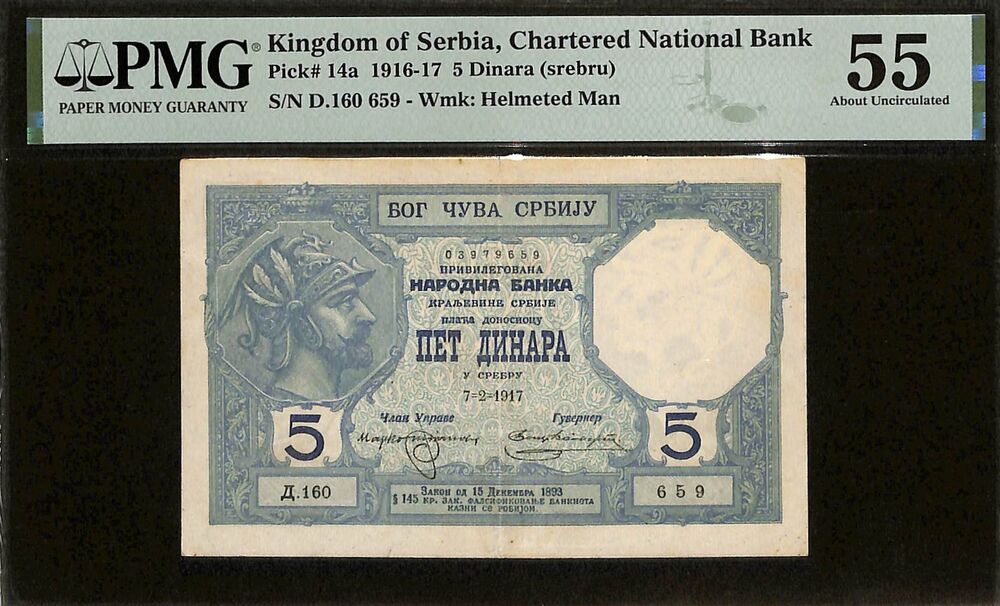 PMG®
PAPER MONEY GUARANTY
Kingdom of Serbia, Chartered National Bank
Pick# 14a 1916-17 5 Dinara (srebru)
S/N D.160 659 - Wmk: Helmeted Man
55
About Uncirculated
БОГ ЧУВА СРБИЈУ
03979659
ПРИВИЛЕГОВАНА
НАРОДНА БАНКА
КРАЉЕВИНЕ СРБИЈЕ
ПЛАЋА ДОНОСИОЦУ
ПЕТ ДИНАРА
У СРЕБРУ
7=2=1917
Члан Управе
Гувернер
5
5
Д.160
ЗАКОН ОД 15 ДЕКЕМБРА 1893
§ 145 КР. ЗАК. ФАЛСИФИКОВАЊЕ БАНКНОТА
КАЗНИ СЕ РОБИЈОМ.
659